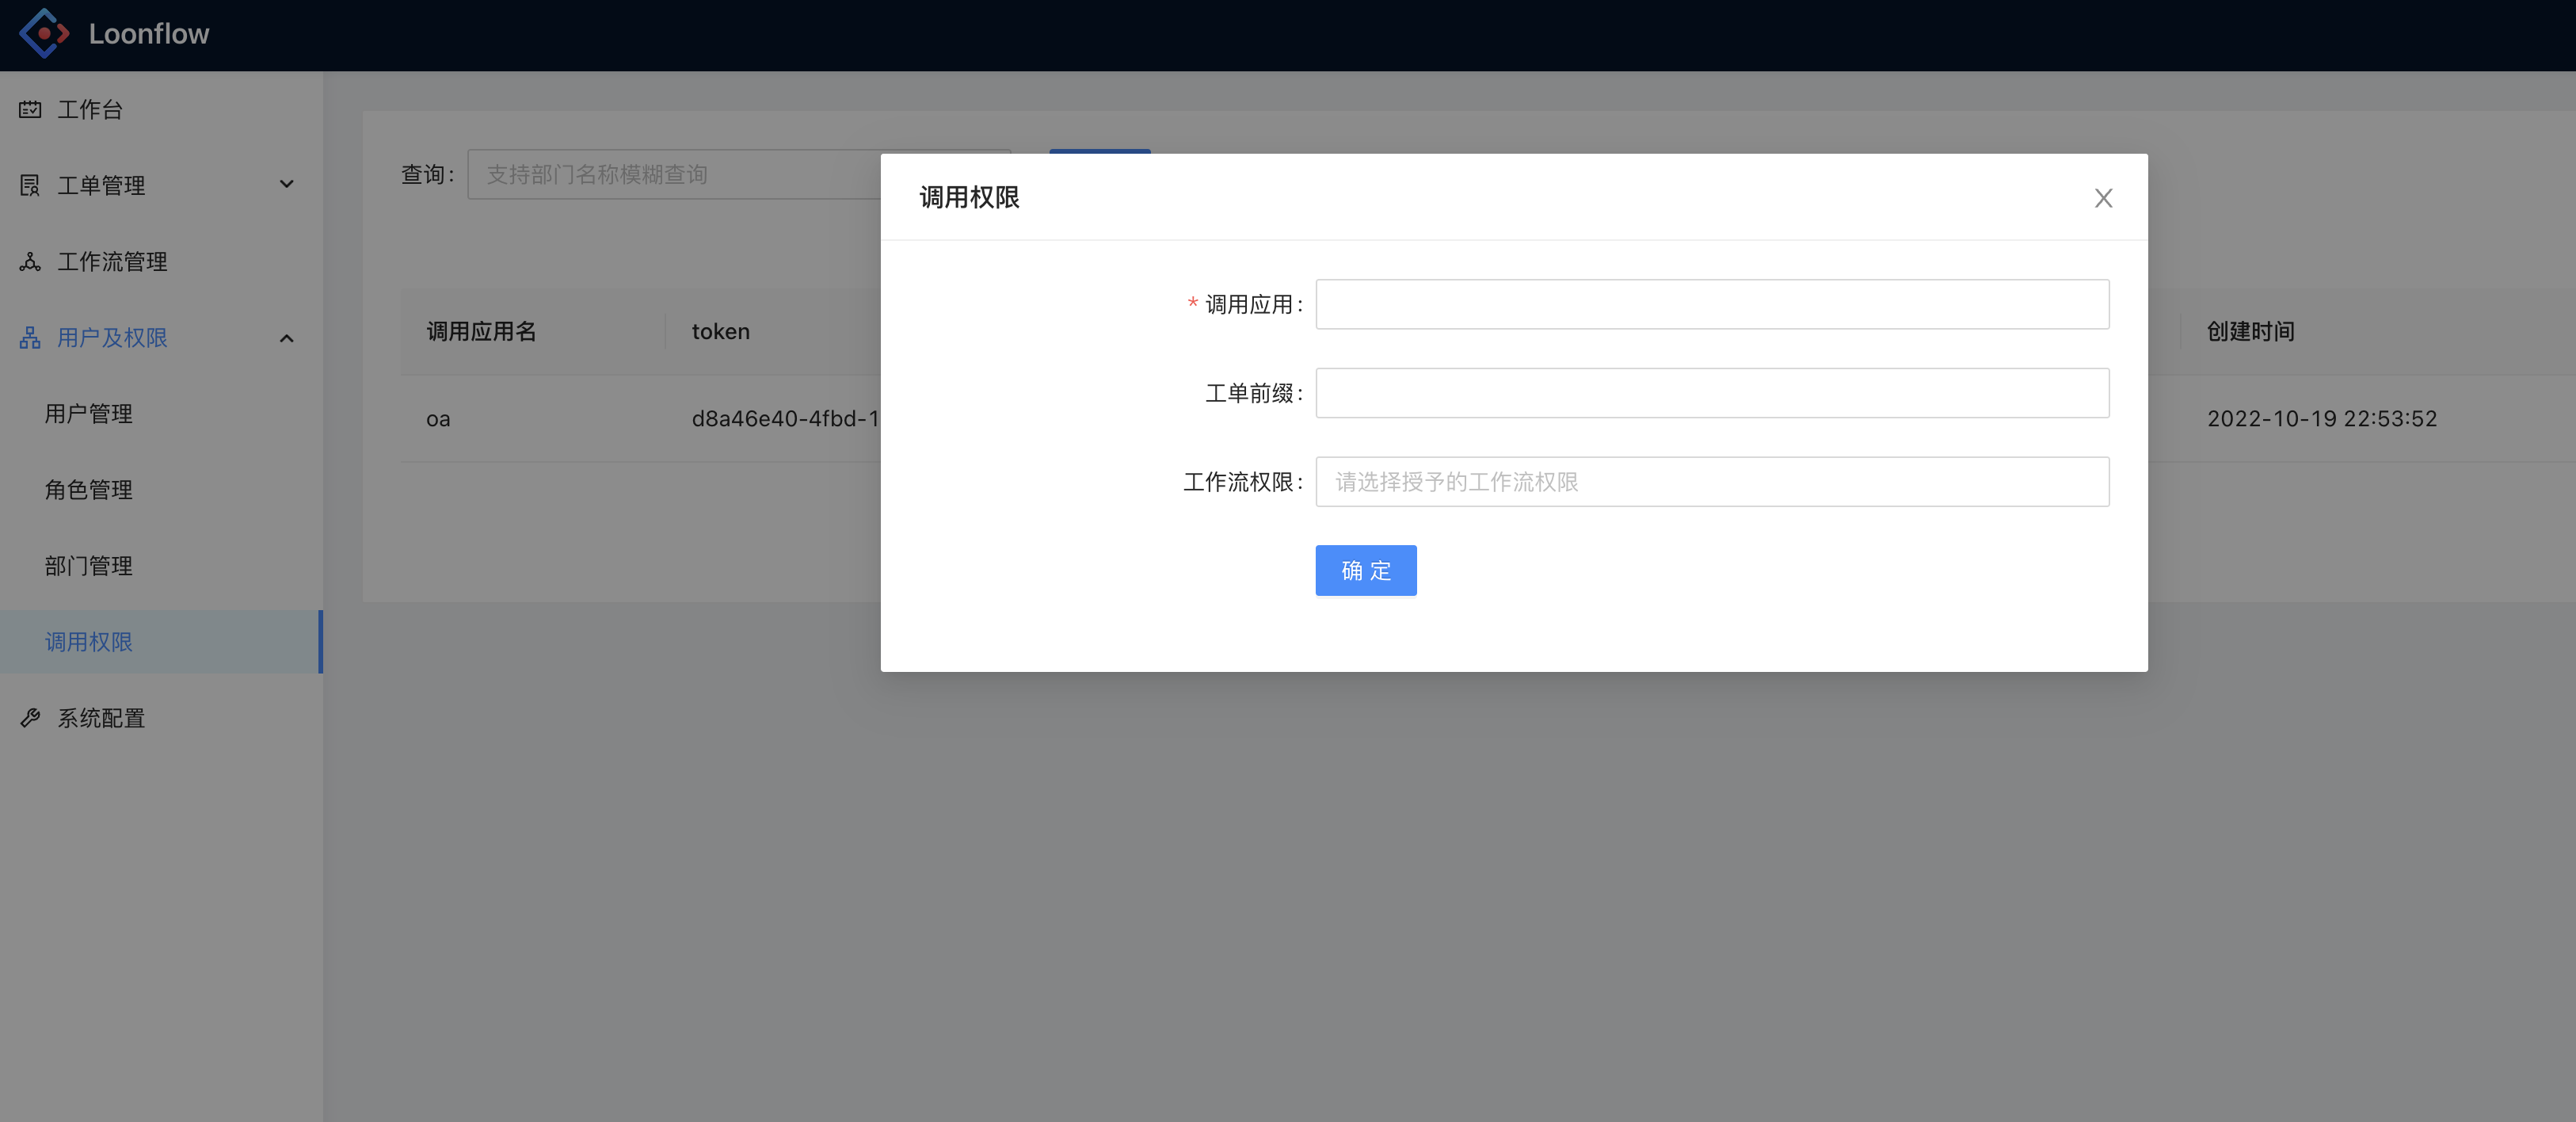 Loonflow
工作台
工单管理
工作流管理
用户及权限
用户管理
角色管理
部门管理
调用权限
系统配置
查询:
支持部门名称模糊查询
调用应用名
token
创建时间
oa
d8a46e40-4fbd-1
2022-10-19 22:53:52
调用权限
* 调用应用:
工单前缀:
工作流权限:
请选择授予的工作流权限
确 定